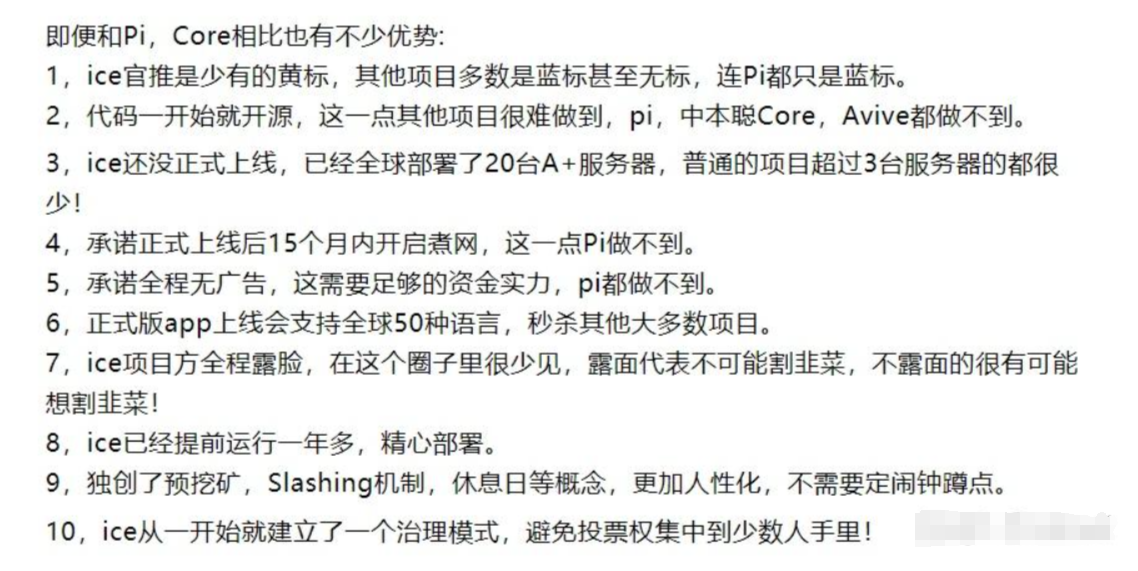 即便和Pi，Core相比也有不少优势:
1，ice官推是少有的黄标，其他项目多数是蓝标甚至无标，连Pi都只是蓝标。
2，代码一开始就开源，这一点其他项目很难做到，pi，中本聪Core，Avive都做不到。
3，ice还没正式上线，已经全球部署了20台A+服务器，普通的项目超过3台服务器的都很
少！
4，承诺正式上线后15个月内开启煮网，这一点Pi做不到。
5，承诺全程无广告，这需要足够的资金实力，pi都做不到。
6，正式版app上线会支持全球50种语言，秒杀其他大多数项目。
7，ice项目方全程露脸，在这个圈子里很少见，露面代表不可能割韭菜，不露面的很有可能
想割韭菜！
8，ice已经提前运行一年多，精心部署。
9，独创了预挖矿，Slashing机制，休息日等概念，更加人性化，不需要定闹钟蹲点。
10，ice从一开始就建立了一个治理模式，避免投票权集中到少数人手里！